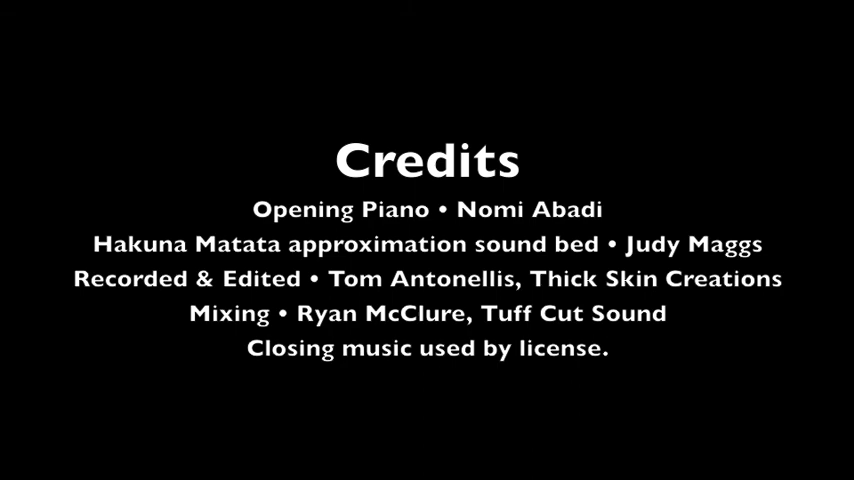 Credits
Opening Piano • Nomi Abadi
Hakuna Matata approximation sound bed • Judy Maggs
Recorded & Edited • Tom Antonellis, Thick Skin Creations
Mixing • Ryan McClure, Tuff Cut Sound
Closing music used by license.